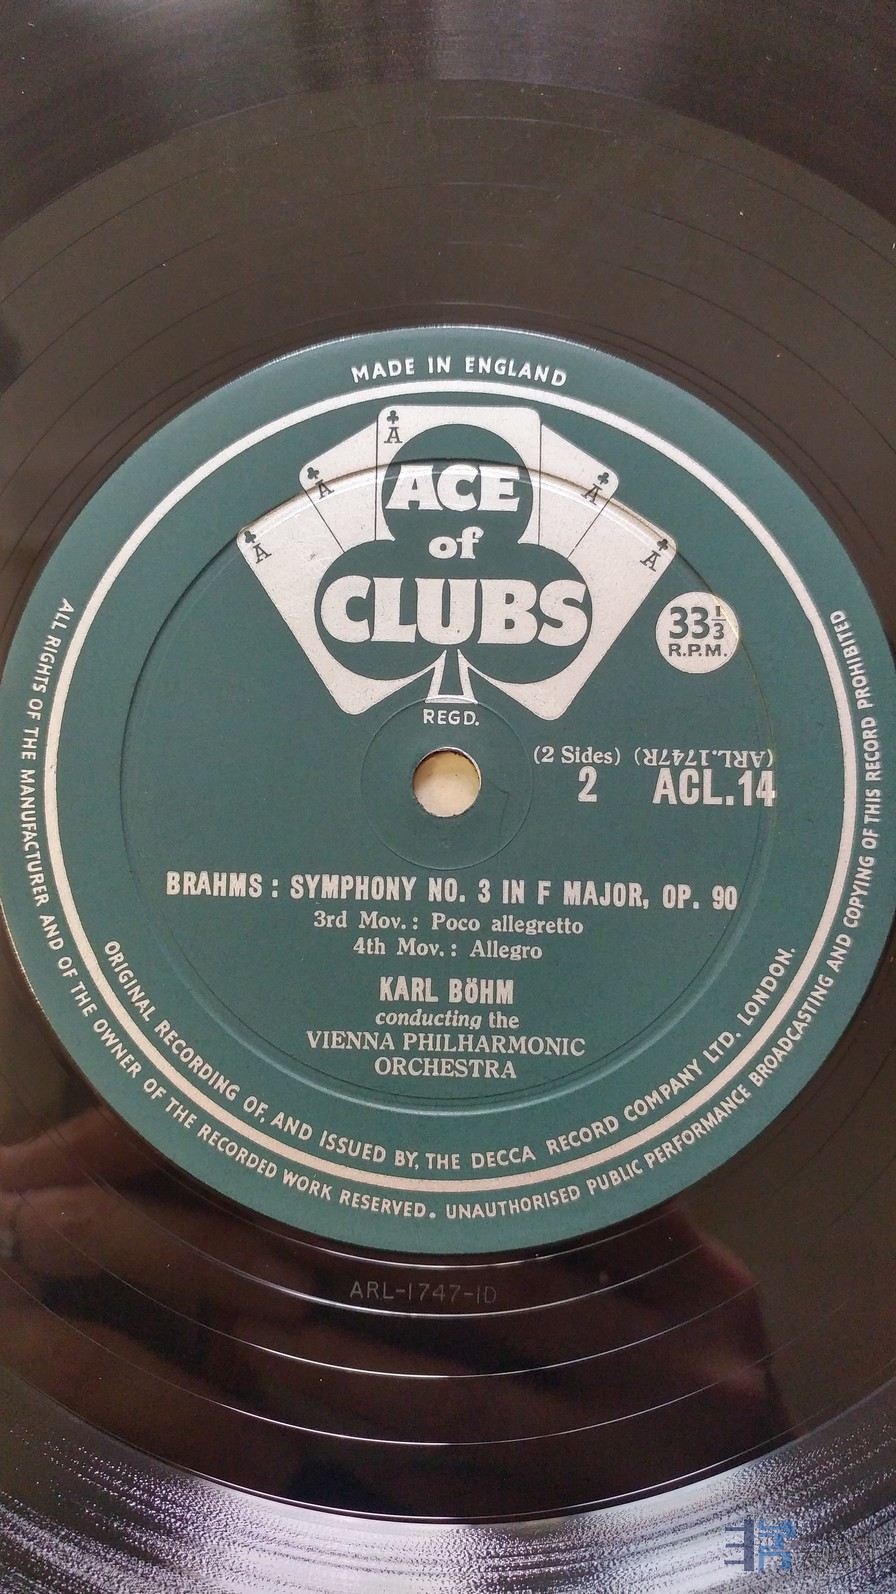 MADE IN ENGLAND
A
A
A
A
A
ACE
of
CLUBS
REGD.
33⅓
R.P.M.
(2 Sides) (ARL.1747R)
2 ACL.14
BRAHMS : SYMPHONY NO. 3 IN F MAJOR, OP. 90
3rd Mov.: Poco allegretto
4th Mov.: Allegro
KARL BÖHM
conducting the
VIENNA PHILHARMONIC
ORCHESTRA
ORIGINAL RECORDING OF, AND ISSUED BY, THE DECCA RECORD COMPANY LTD. LONDON.
ALL RIGHTS OF THE MANUFACTURER AND OF THE OWNER OF THE RECORDED WORK RESERVED. UNAUTHORISED PUBLIC PERFORMANCE BROADCASTING AND COPYING OF THIS RECORD PROHIBITED
ARL-1747-1D